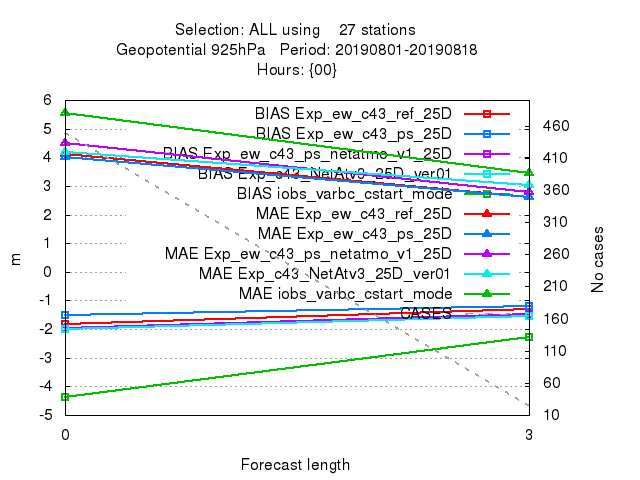 Selection: ALL using 27 stations
Geopotential 925hPa Period: 20190801-20190818
Hours: {00}
m
6
5
4
3
2
1
0
-1
-2
-3
-4
-5
BIAS Exp_ew_c43_ref_25D
BIAS Exp_ew_c43_ps_25D
BIAS Exp_ew_c43_ps_netatmo_v1_25D
BIAS Exp_c43_NetAtv3_25D_ver01
BIAS iobs_varbc_cstart_mode
MAE Exp_ew_c43_ref_25D
MAE Exp_ew_c43_ps_25D
MAE Exp_ew_c43_ps_netatmo_v1_25D
MAE Exp_c43_NetAtv3_25D_ver01
MAE iobs_varbc_cstart_mode
CASES
460
410
360
310
260
210
160
110
60
10
No cases
0
3
Forecast length